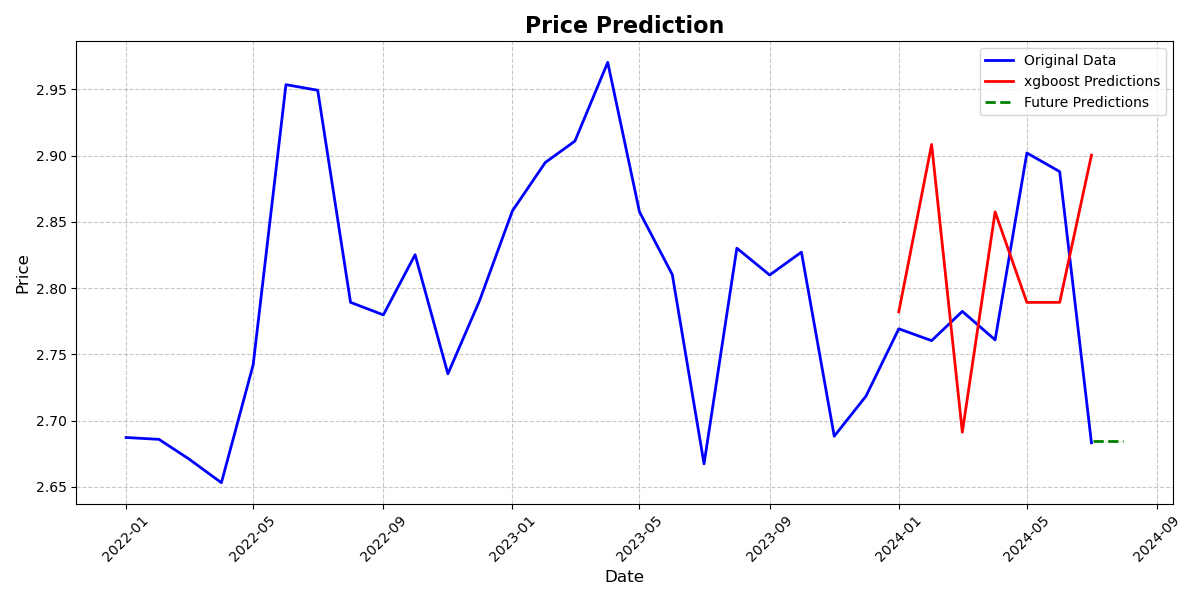 Price Prediction
Original Data
xgboost Predictions
Future Predictions
Price
2.95
2.90
2.85
2.80
2.75
2.70
2.65
2022-01
2022-05
2022-09
2023-01
2023-05
2023-09
2024-01
2024-05
2024-09
Date